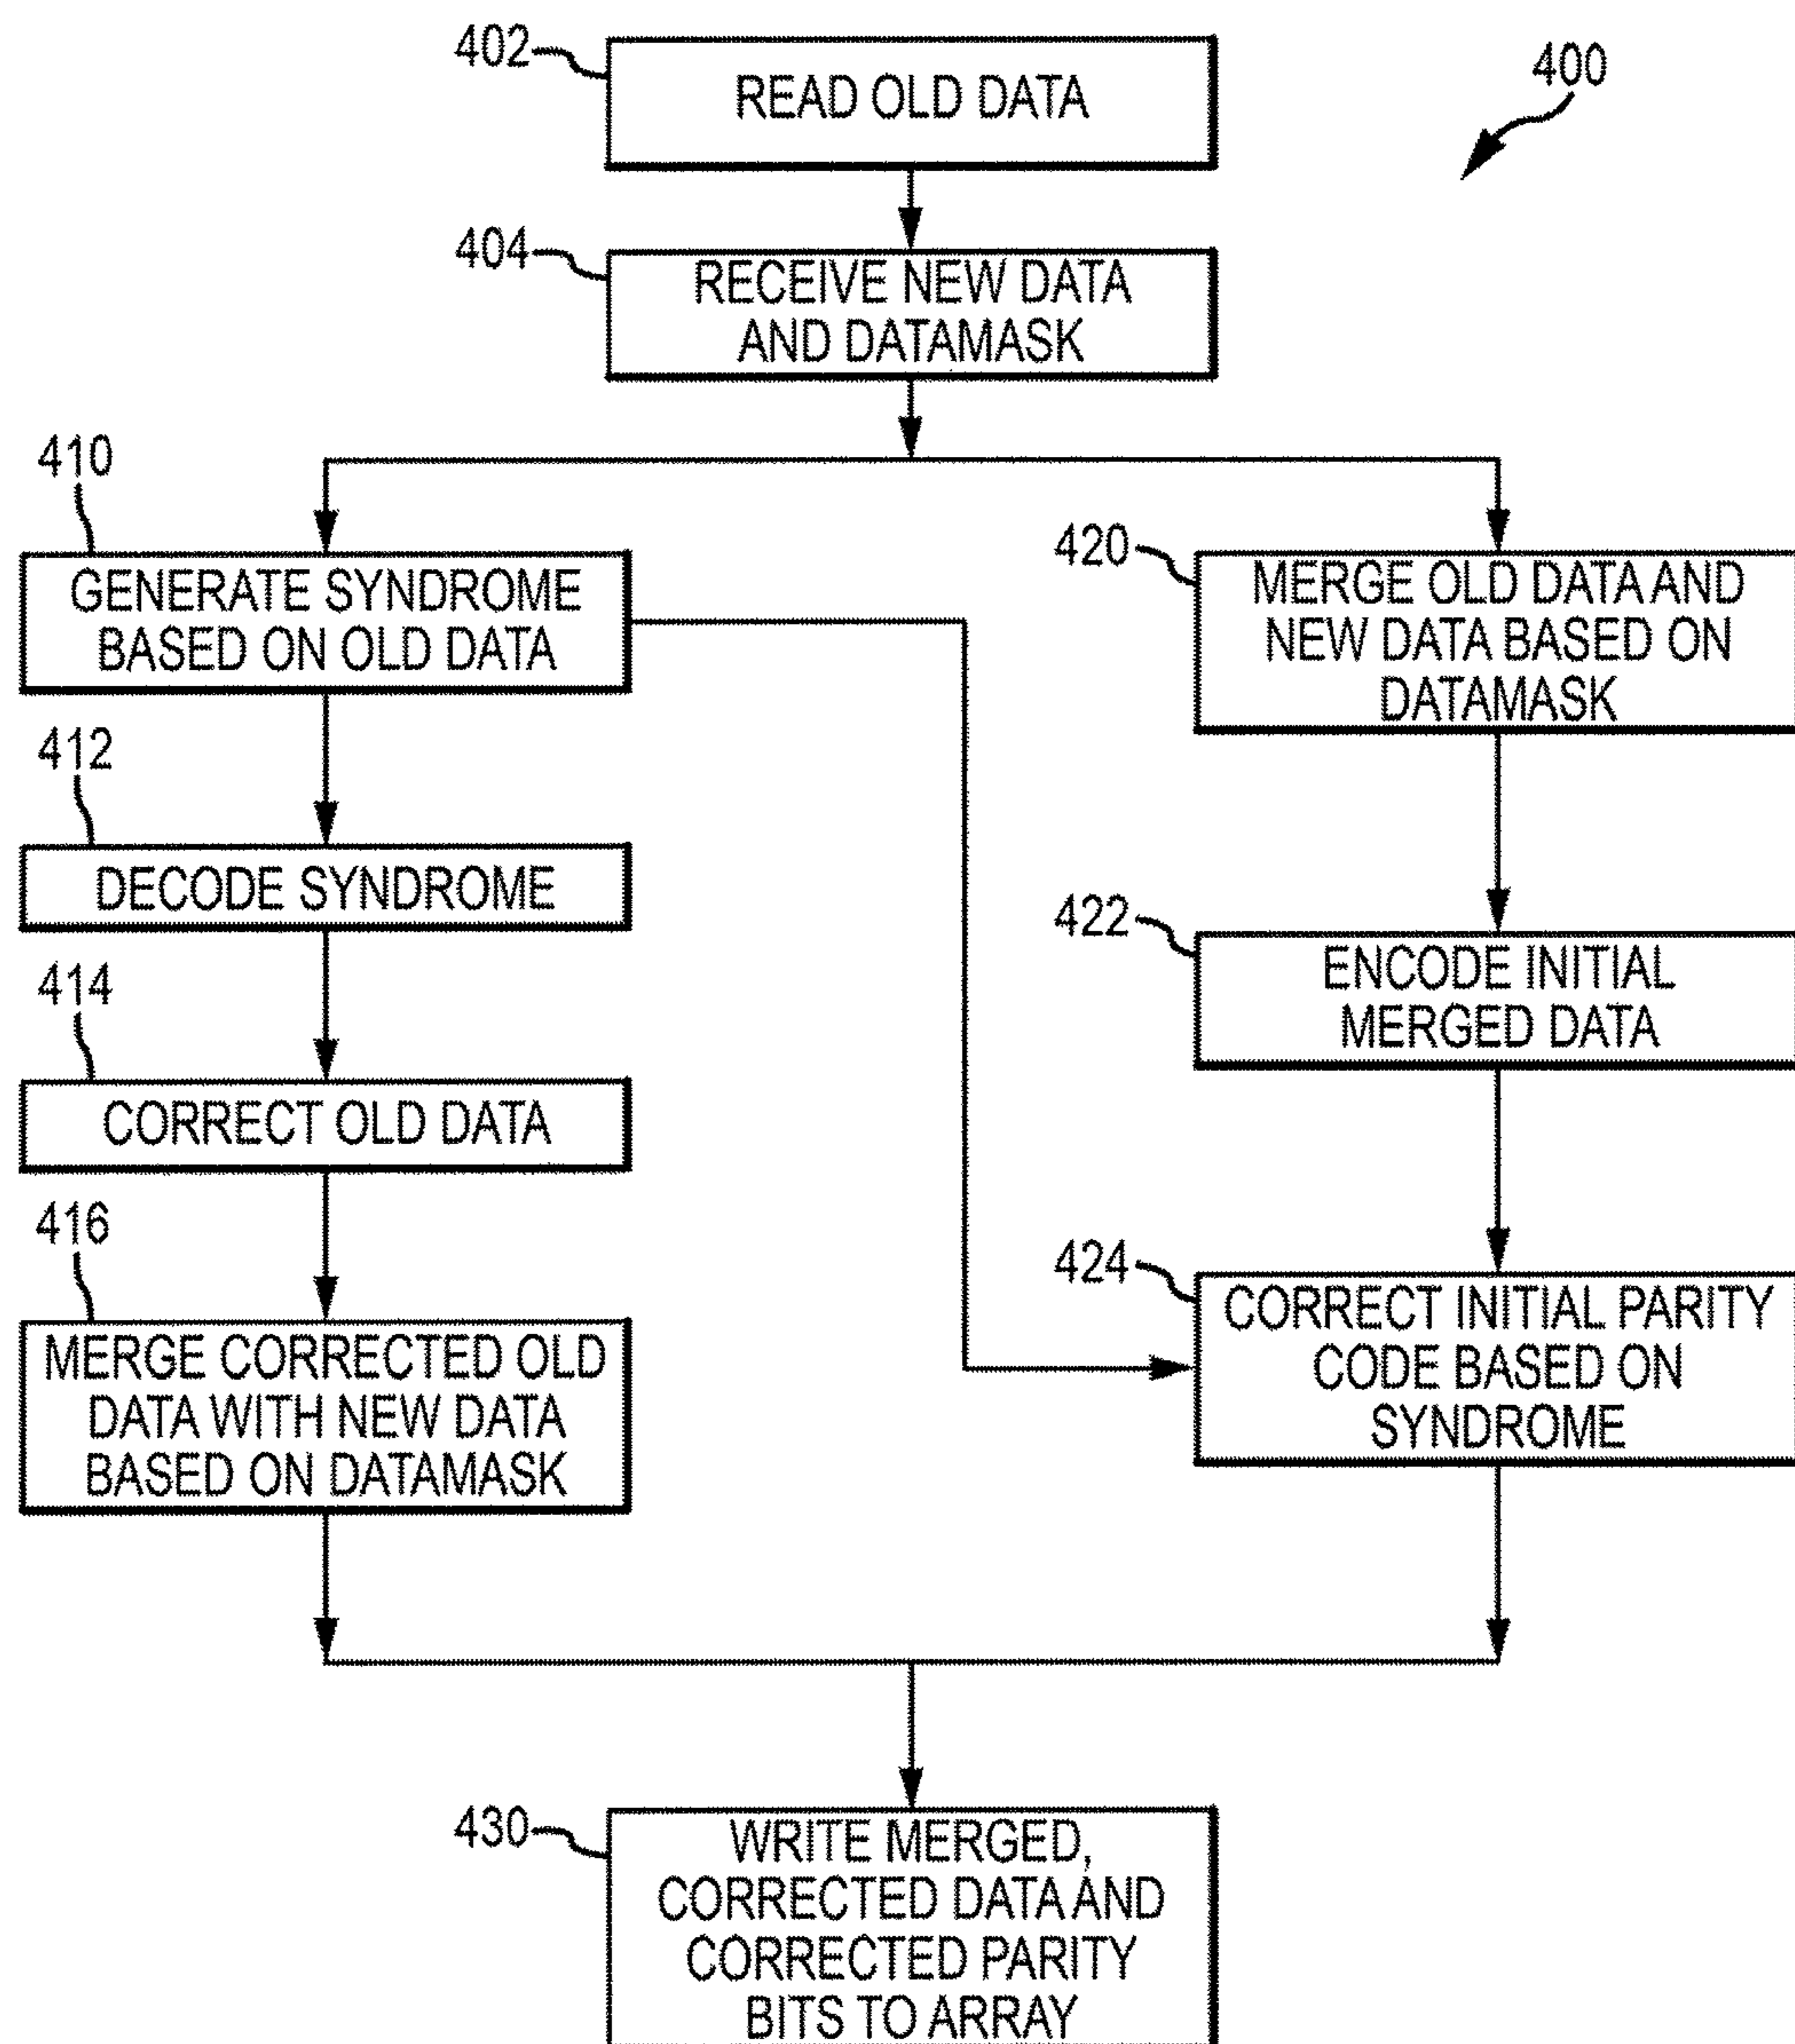 402
READ OLD DATA
400
404
RECEIVE NEW DATA
AND DATAMASK
410
GENERATE SYNDROME
BASED ON OLD DATA
420
MERGE OLD DATA AND
NEW DATA BASED ON
DATAMASK
412
DECODE SYNDROME
422
ENCODE INITIAL
MERGED DATA
414
CORRECT OLD DATA
416
MERGE CORRECTED OLD
DATA WITH NEW DATA
BASED ON DATAMASK
424
CORRECT INITIAL PARITY
CODE BASED ON
SYNDROME
430
WRITE MERGED,
CORRECTED DATA AND
CORRECTED PARITY
BITS TO ARRAY